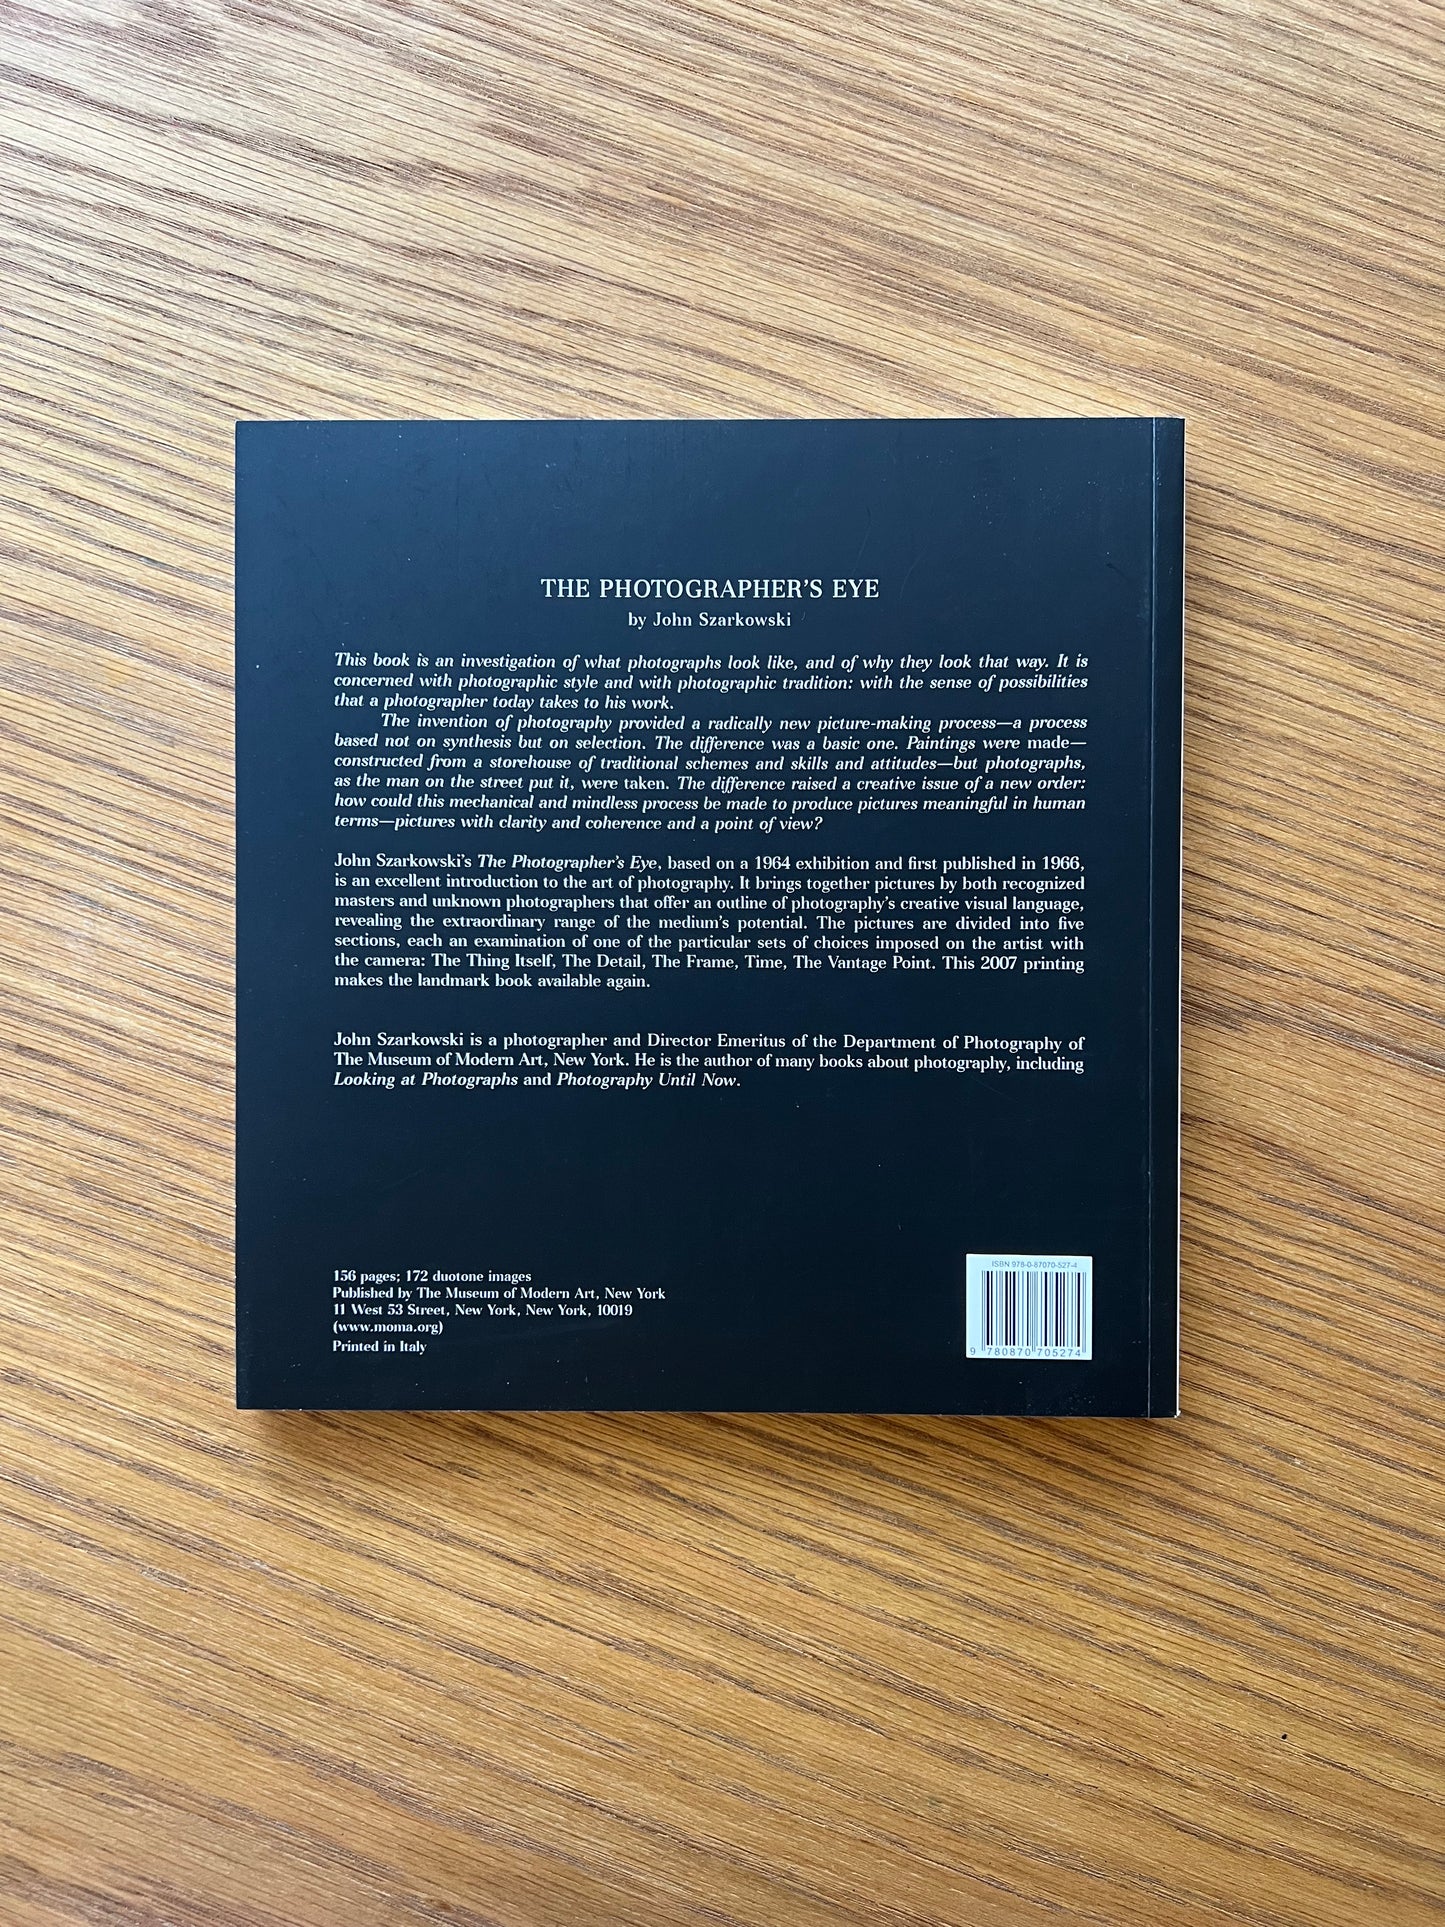 THE PHOTOGRAPHER'S EYE
by John Szarkowski
This book is an investigation of what photographs look like, and of why they look that way. It is
concerned with photographic style and with photographic tradition: with the sense of possibilities
that a photographer today takes to his work.
The invention of photography provided a radically new picture-making process—a process
based not on synthesis but on selection. The difference was a basic one. Paintings were made—
constructed from a storehouse of traditional schemes and skills and attitudes—but photographs,
as the man on the street put it, were taken. The difference raised a creative issue of a new order:
how could this mechanical and mindless process be made to produce pictures meaningful in human
terms—pictures with clarity and coherence and a point of view?
John Szarkowski's The Photographer's Eye, based on a 1964 exhibition and first published in 1966,
is an excellent introduction to the art of photography. It brings together pictures by both recognized
masters and unknown photographers that offer an outline of photography's creative visual language,
revealing the extraordinary range of the medium's potential. The pictures are divided into five
sections, each an examination of one of the particular sets of choices imposed on the artist with
the camera: The Thing Itself, The Detail, The Frame, Time, The Vantage Point. This 2007 printing
makes the landmark book available again.
John Szarkowski is a photographer and Director Emeritus of the Department of Photography of
The Museum of Modern Art, New York. He is the author of many books about photography, including
Looking at Photographs and Photography Until Now.
156 pages; 172 duotone images
Published by The Museum of Modern Art, New York
11 West 53 Street, New York, New York, 10019
(www.moma.org)
Printed in Italy
ISBN 978-0-87070-527-4
9 780870 705274